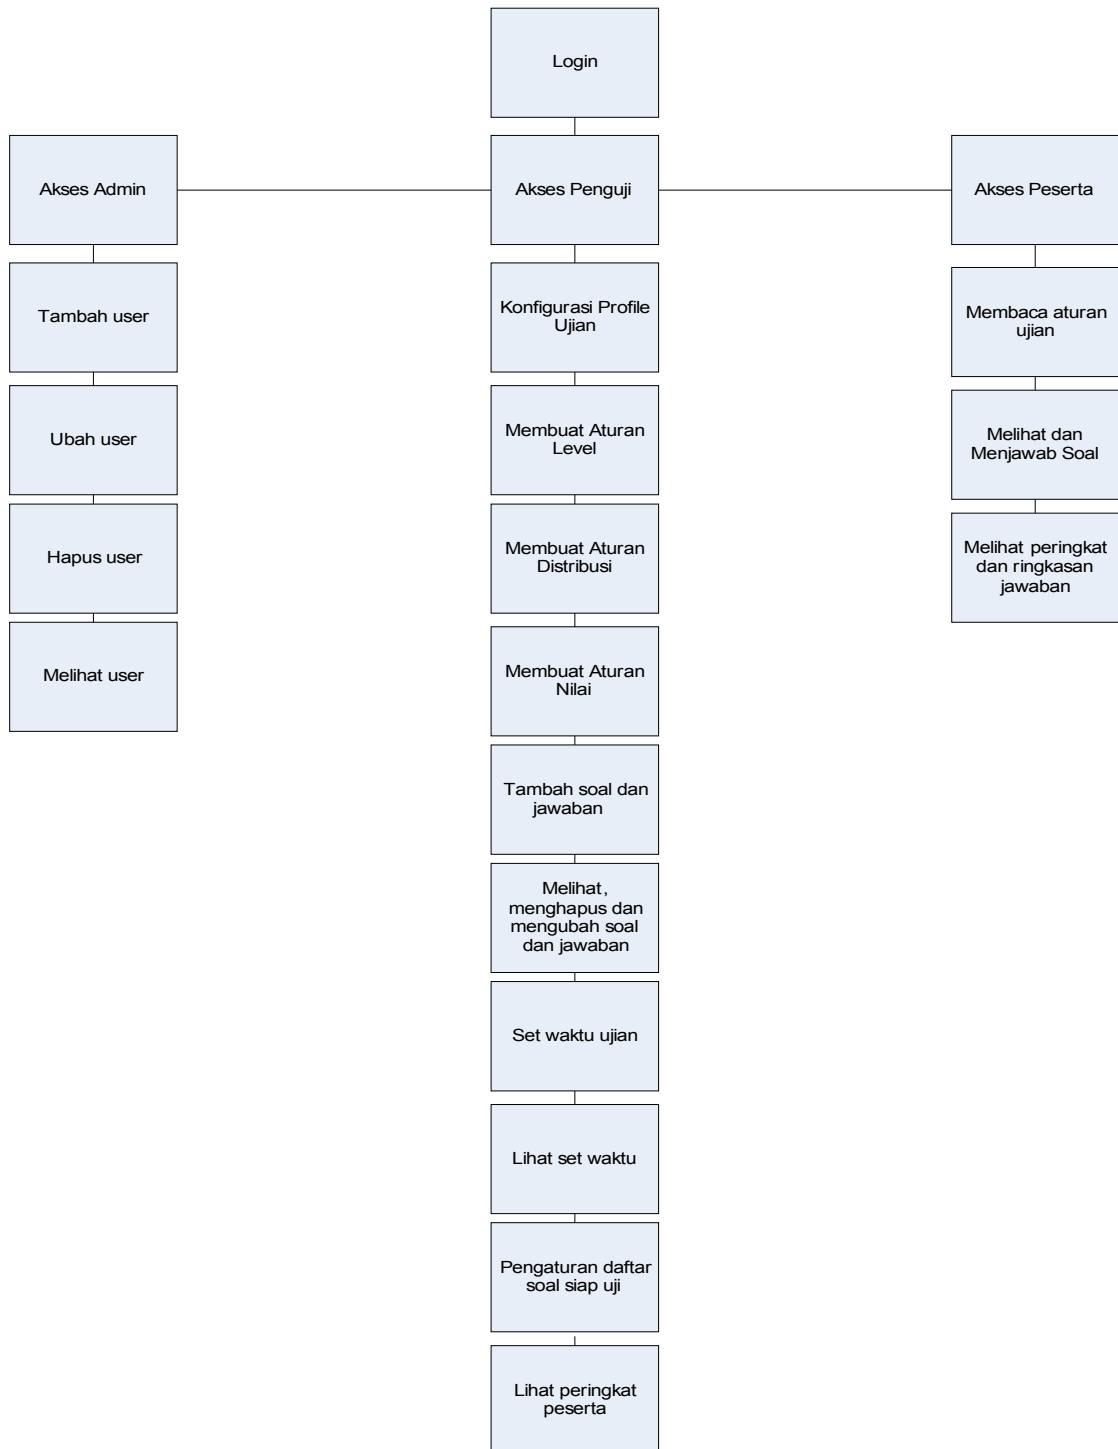 Login
Akses Admin
Akses Penguji
Akses Peserta
Tambah user
Ubah user
Hapus user
Melihat user
Konfigurasi Profile
Ujian
Membuat Aturan
Level
Membuat Aturan
Distribusi
Membuat Aturan
Nilai
Tambah soal dan
jawaban
Melihat,
menghapus dan
mengubah soal
dan jawaban
Set waktu ujian
Lihat set waktu
Pengaturan daftar
soal siap uji
Lihat peringkat
peserta
Membaca aturan
ujian
Melihat dan
Menjawab Soal
Melihat peringkat
dan ringkasan
jawaban